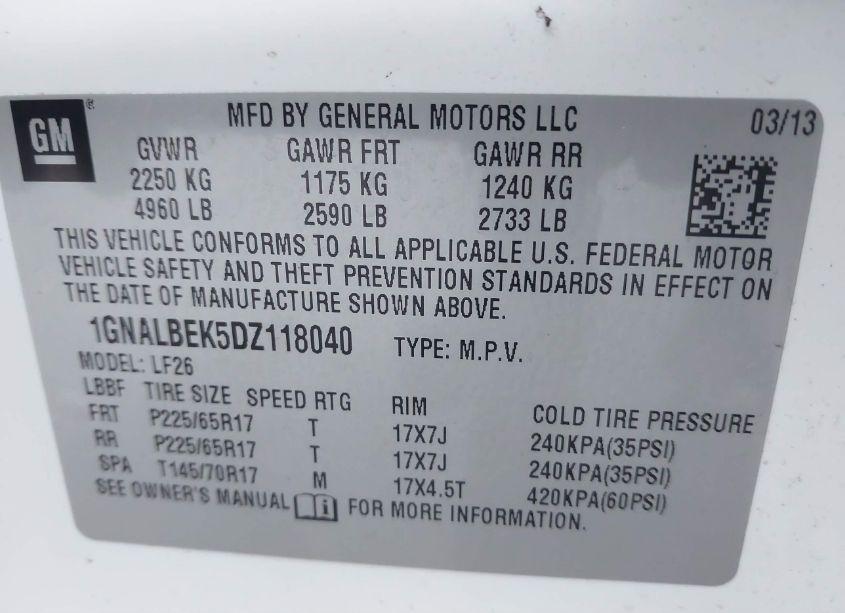 GM
MFD BY GENERAL MOTORS LLC 03/13
GVWR GAWR FRT GAWR RR
2250 KG 1175 KG 1240 KG
4960 LB 2590 LB 2733 LB
THIS VEHICLE CONFORMS TO ALL APPLICABLE U.S. FEDERAL MOTOR
VEHICLE SAFETY AND THEFT PREVENTION STANDARDS IN EFFECT ON
THE DATE OF MANUFACTURE SHOWN ABOVE.
1GNALBEK5DZ118040 TYPE: M.P.V.
MODEL: LF26
LBBF TIRE SIZE SPEED RTG RIM COLD TIRE PRESSURE
FRT P225/65R17 T 17X7J 240KPA(35PSI)
RR P225/65R17 T 17X7J 240KPA(35PSI)
SPA T145/70R17 M 17X4.5T 420KPA(60PSI)
SEE OWNER'S MANUAL i FOR MORE INFORMATION.